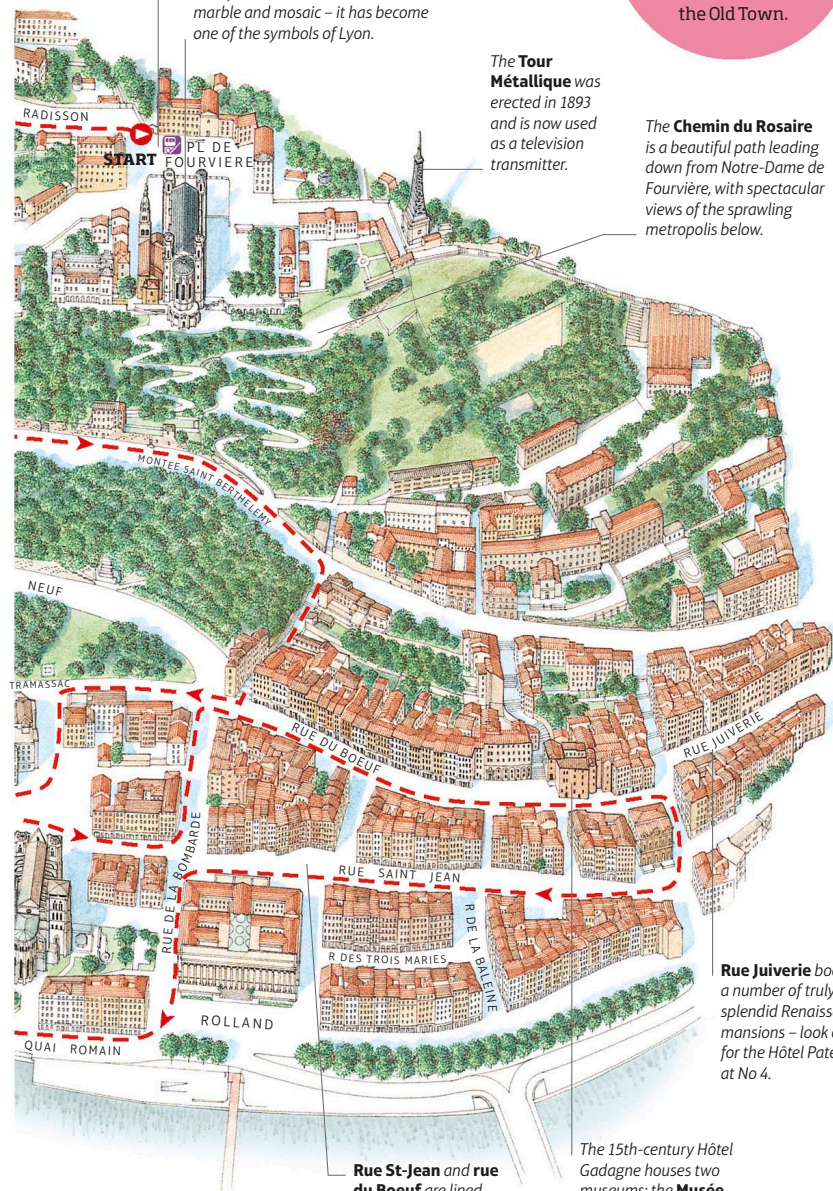 marble and mosaic – it has become
one of the symbols of Lyon.
the Old Town.
The Tour
Métallique was
erected in 1893
and is now used
as a television
transmitter.
The Chemin du Rosaire
is a beautiful path leading
down from Notre-Dame de
Fourvière, with spectacular
views of the sprawling
metropolis below.
RADISSON
START
PL DE
FOURVIERE
MONTEE SAINT BERTHELEMY
NEUF
TRAMASSAC
RUE DU BOEUF
RUE JUIVERIE
RUE DE LA BOMBARDE
RUE SAINT JEAN
R DES TROIS MARIES
R DE LA BALEINE
ROLLAND
QUAI ROMAIN
Rue Juiverie
a number of truly
splendid
mansions – look
for the Hôtel
at No 4.
Rue St-Jean and rue
du Boeuf are lined
The 15th-century Hôtel
Gadagne houses two
museums: the Musée